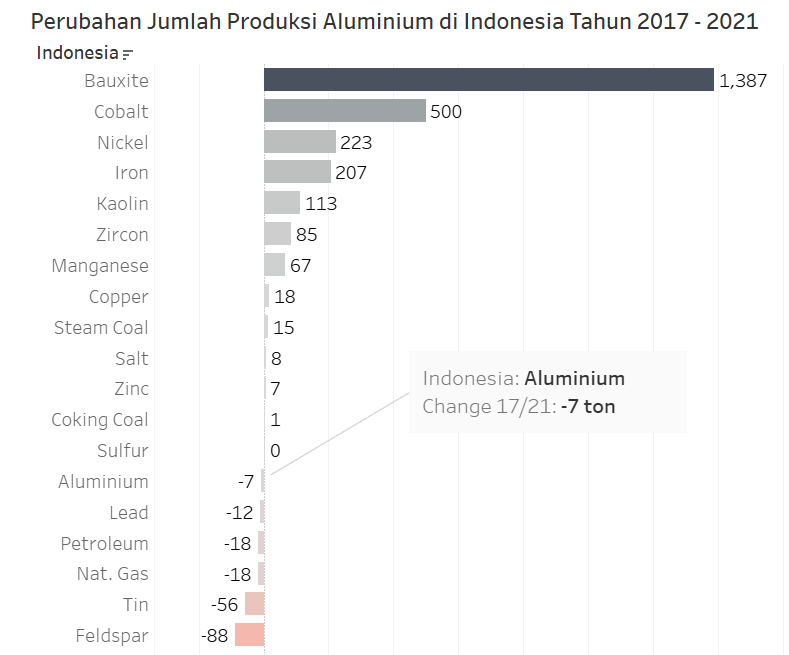 Perubahan Jumlah Produksi Aluminium di Indonesia Tahun 2017 - 2021
Indonesia
Bauxite 1,387
Cobalt 500
Nickel 223
Iron 207
Kaolin 113
Zircon 85
Manganese 67
Copper 18
Steam Coal 15
Salt 8
Indonesia: Aluminium
Zinc 7
Change 17/21: -7 ton
Coking Coal 1
Sulfur 0
Aluminium -7
Lead -12
Petroleum -18
Nat. Gas -18
Tin -56
Feldspar -88